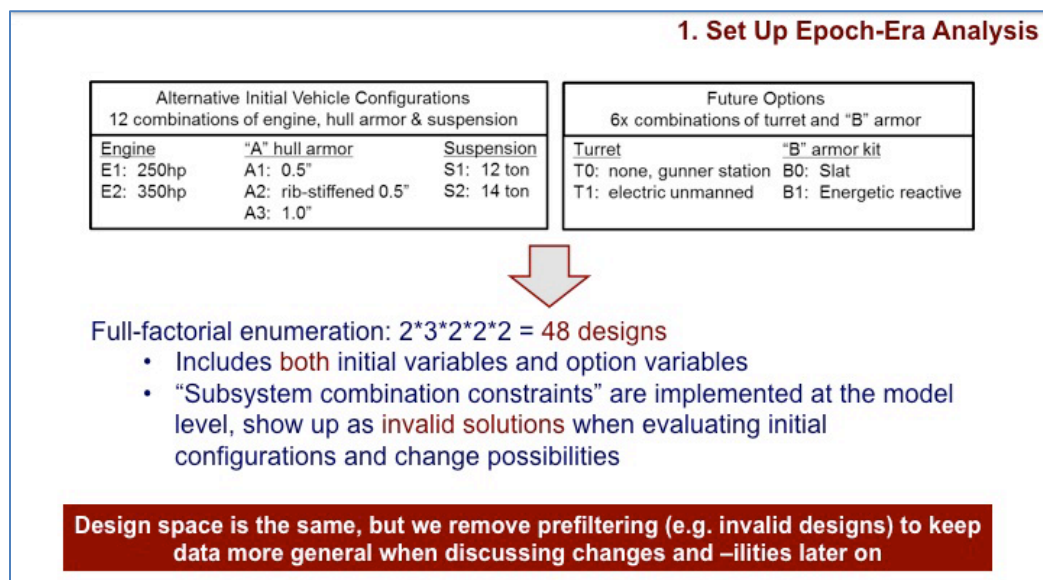 1. Set Up Epoch-Era Analysis
Alternative Initial Vehicle Configurations
12 combinations of engine, hull armor & suspension
Engine "A" hull armor Suspension
E1: 250hp A1: 0.5" S1: 12 ton
E2: 350hp A2: rib-stiffened 0.5" S2: 14 ton
A3: 1.0"
Future Options
6x combinations of turret and "B" armor
Turret "B" armor kit
T0: none, gunner station B0: Slat
T1: electric unmanned B1: Energetic reactive
Full-factorial enumeration: 2*3*2*2*2 = 48 designs
• Includes both initial variables and option variables
• “Subsystem combination constraints” are implemented at the model
level, show up as invalid solutions when evaluating initial
configurations and change possibilities
Design space is the same, but we remove prefiltering (e.g. invalid designs) to keep
data more general when discussing changes and –ilities later on